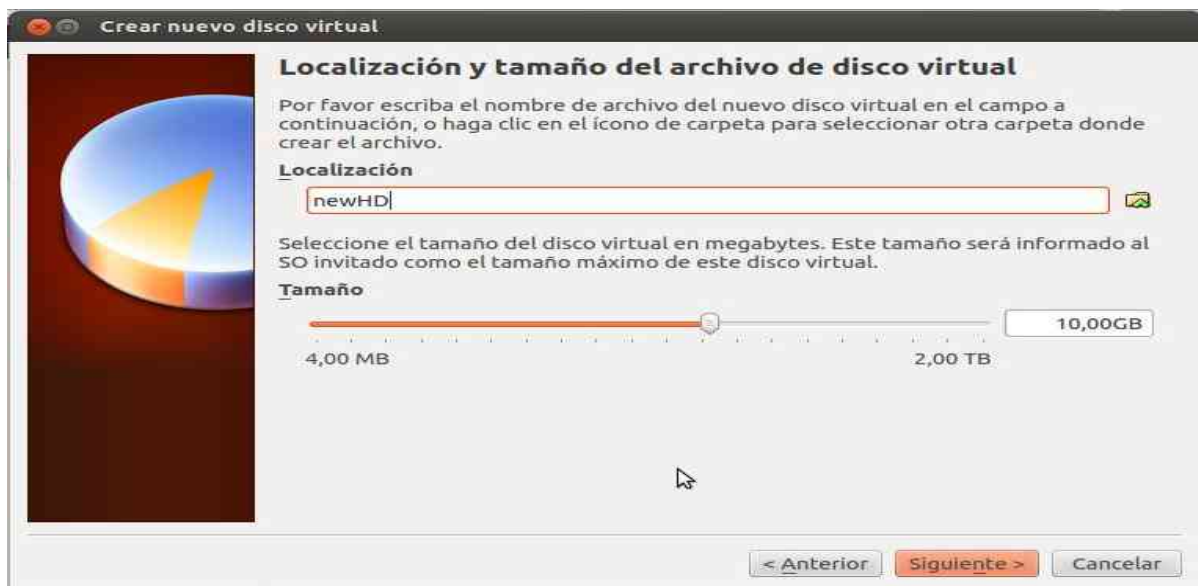 Crear nuevo disco virtual
Localización y tamaño del archivo de disco virtual
Por favor escriba el nombre de archivo del nuevo disco virtual en el campo a
continuación, o haga clic en el ícono de carpeta para seleccionar otra carpeta donde
crear el archivo.
Localización
newHD
Seleccione el tamaño del disco virtual en megabytes. Este tamaño será informado al
SO invitado como el tamaño máximo de este disco virtual.
Tamaño
10,00GB
4,00 MB 2,00 TB
< Anterior Siguiente > Cancelar